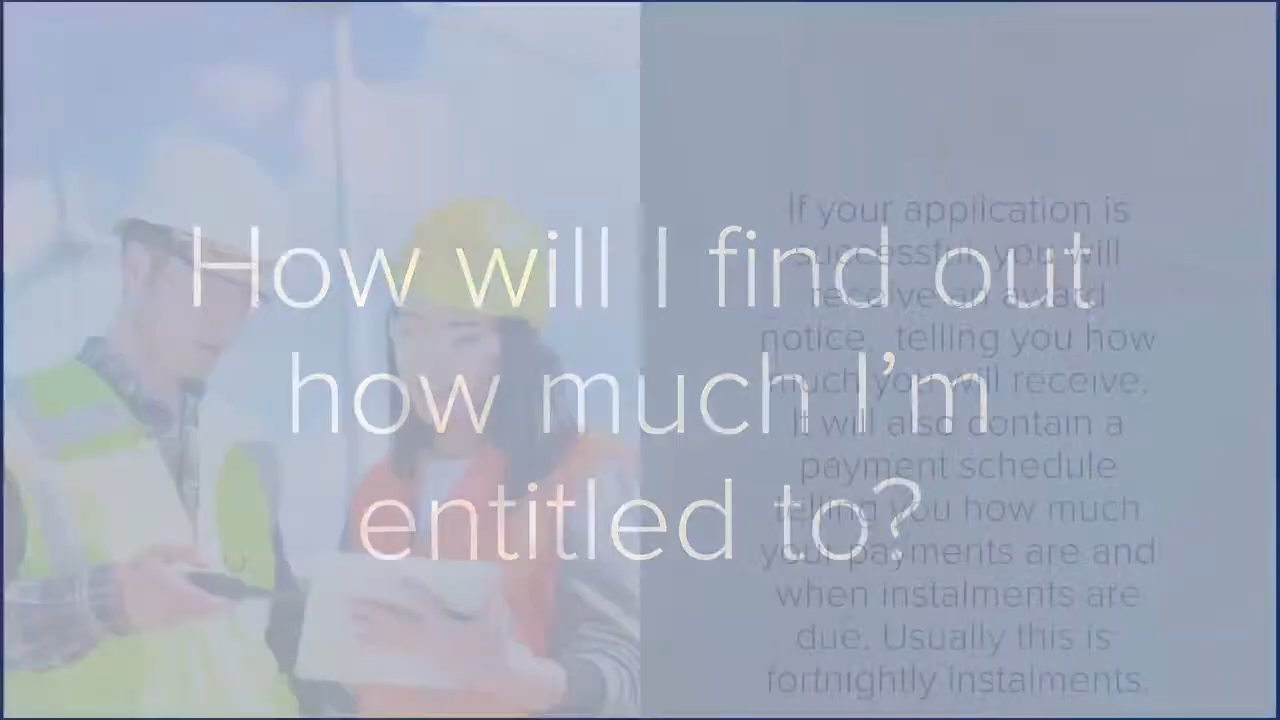 How will I find out
how much I’m
entitled to?
If your application is
successful you will
receive an award
notice, telling you how
much you will receive.
It will also contain a
payment schedule
telling you how much
your payments are and
when instalments are
due. Usually this is
fortnightly instalments.